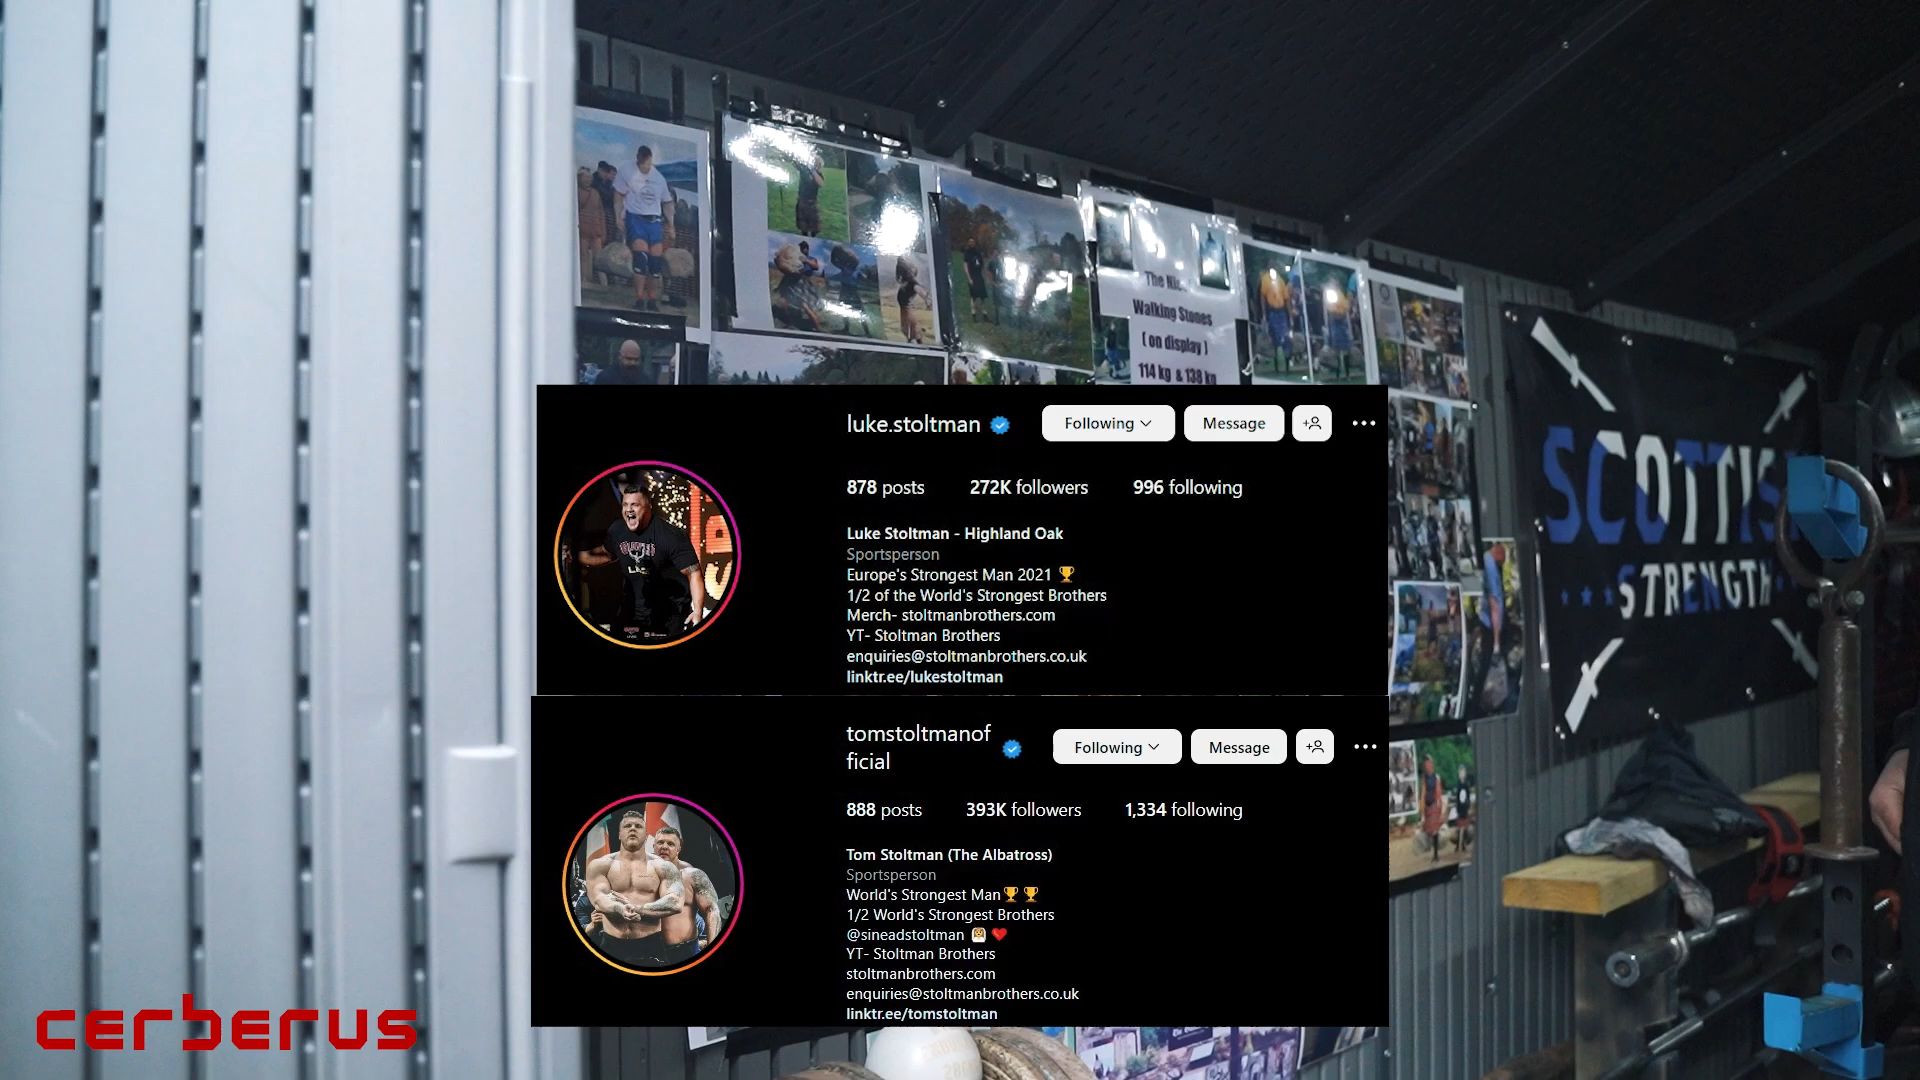 The
Walking Stones
( on display )
114 kg & 138 kg
SCOTTIS
STRENGTH
luke.stoltman
Following
Message
878 posts
272K followers
996 following
Luke Stoltman - Highland Oak
Sportsperson
Europe's Strongest Man 2021 🏆
1/2 of the World's Strongest Brothers
Merch- stoltmanbrothers.com
YT- Stoltman Brothers
enquiries@stoltmanbrothers.co.uk
linktr.ee/lukestoltman
tomstoltmanof
ficial
Following
Message
888 posts
393K followers
1,334 following
Tom Stoltman (The Albatross)
Sportsperson
World's Strongest Man🏆🏆
1/2 World's Strongest Brothers
@sineadstoltman 👰❤️
YT- Stoltman Brothers
stoltmanbrothers.com
enquiries@stoltmanbrothers.co.uk
linktr.ee/tomstoltman
cerberus